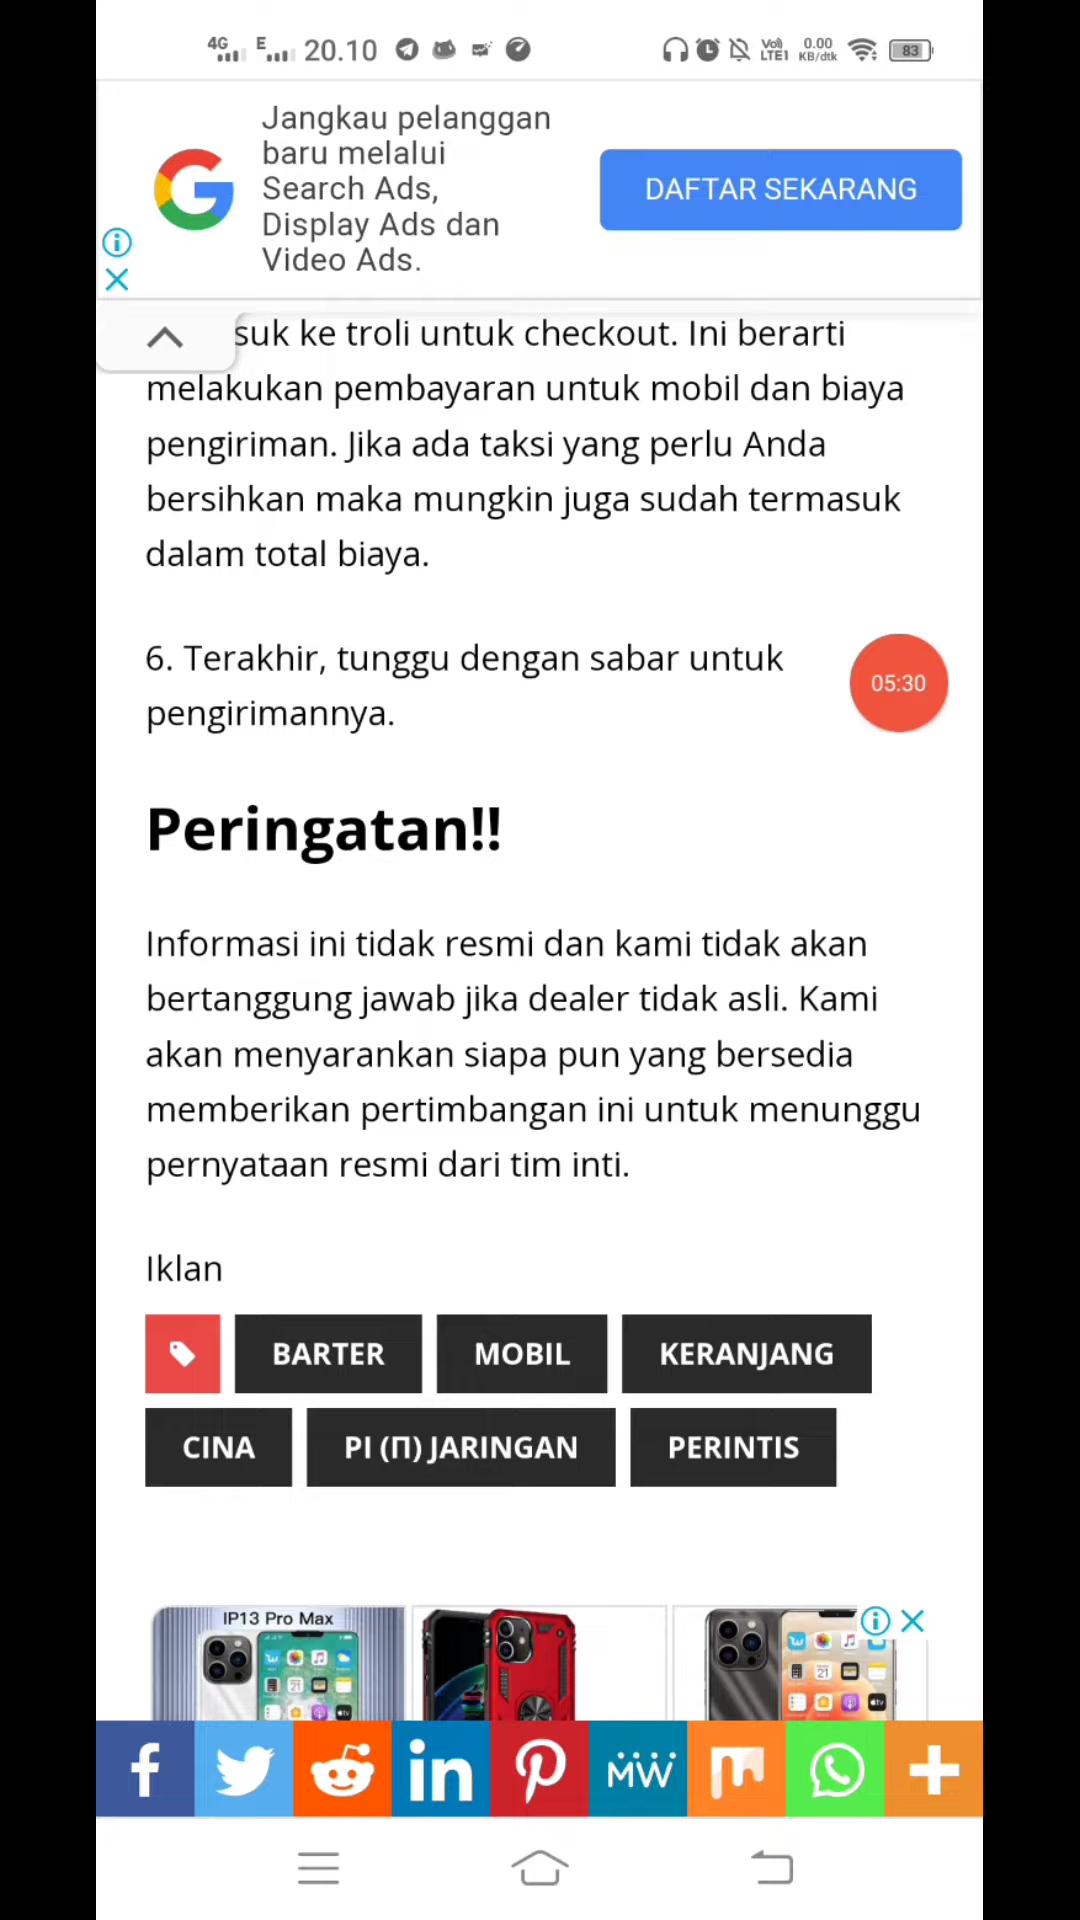 4G E 20.10 Vo) LTE1 0.00 KB/dtk 83
Jangkau pelanggan
baru melalui
Search Ads,
Display Ads dan
Video Ads.
DAFTAR SEKARANG
suk ke troli untuk checkout. Ini berarti
melakukan pembayaran untuk mobil dan biaya
pengiriman. Jika ada taksi yang perlu Anda
bersihkan maka mungkin juga sudah termasuk
dalam total biaya.
6. Terakhir, tunggu dengan sabar untuk
pengirimannya.
05:30
Peringatan!!
Informasi ini tidak resmi dan kami tidak akan
bertanggung jawab jika dealer tidak asli. Kami
akan menyarankan siapa pun yang bersedia
memberikan pertimbangan ini untuk menunggu
pernyataan resmi dari tim inti.
Iklan
BARTER MOBIL KERANJANG
CINA PI (Π) JARINGAN PERINTIS
IP13 Pro Max